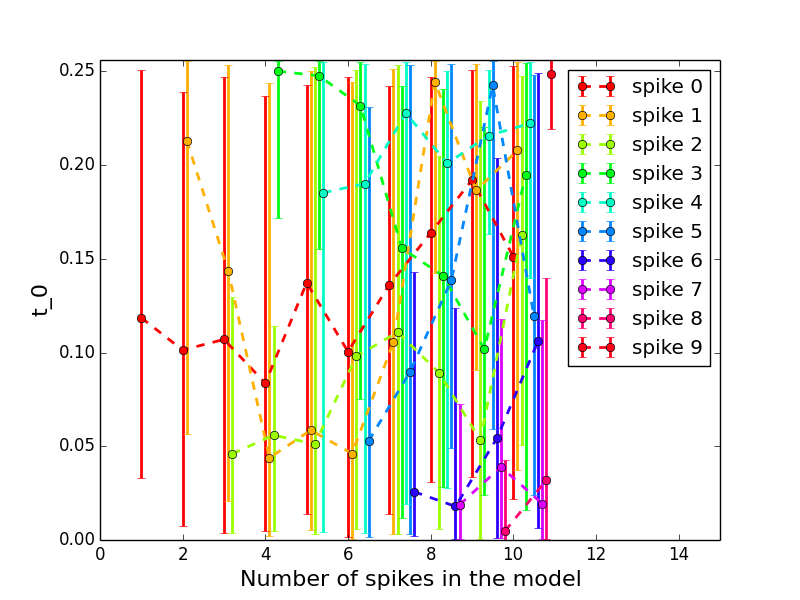 0.25
0.20
0.15
0.10
0.05
0.00
t_0
0 2 4 6 8 10 12 14
Number of spikes in the model
spike 0
spike 1
spike 2
spike 3
spike 4
spike 5
spike 6
spike 7
spike 8
spike 9